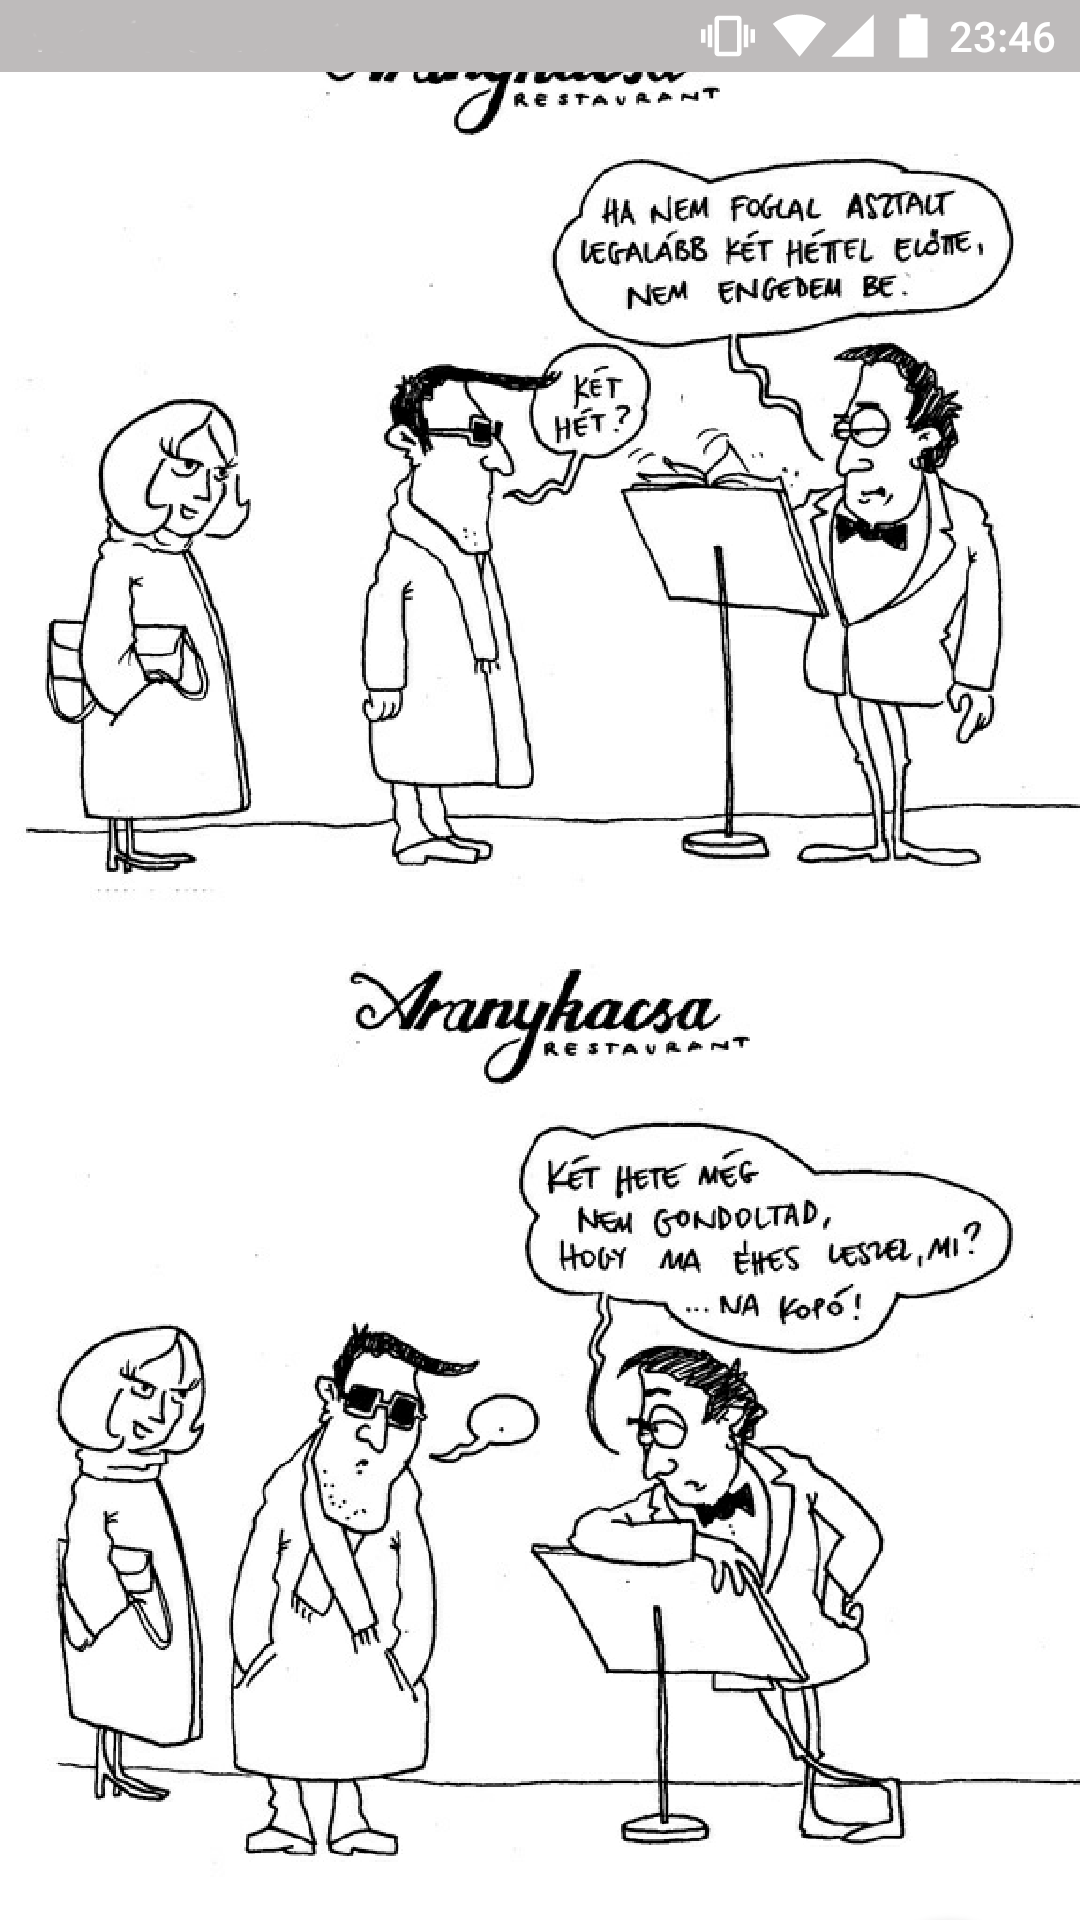 23:46
Aranykacsa
RESTAURANT
HA NEM FOGLAL ASZTALT
LEGALÁBB KÉT HÉTTEL ELŐTTE,
NEM ENGEDEM BE.
KÉT
HÉT?
Aranykacsa
RESTAURANT
KÉT HETE MÉG
NEM GONDOLTAD,
HOGY MA ÉHES LESZEL, MI?
...NA KOPÓ!
.